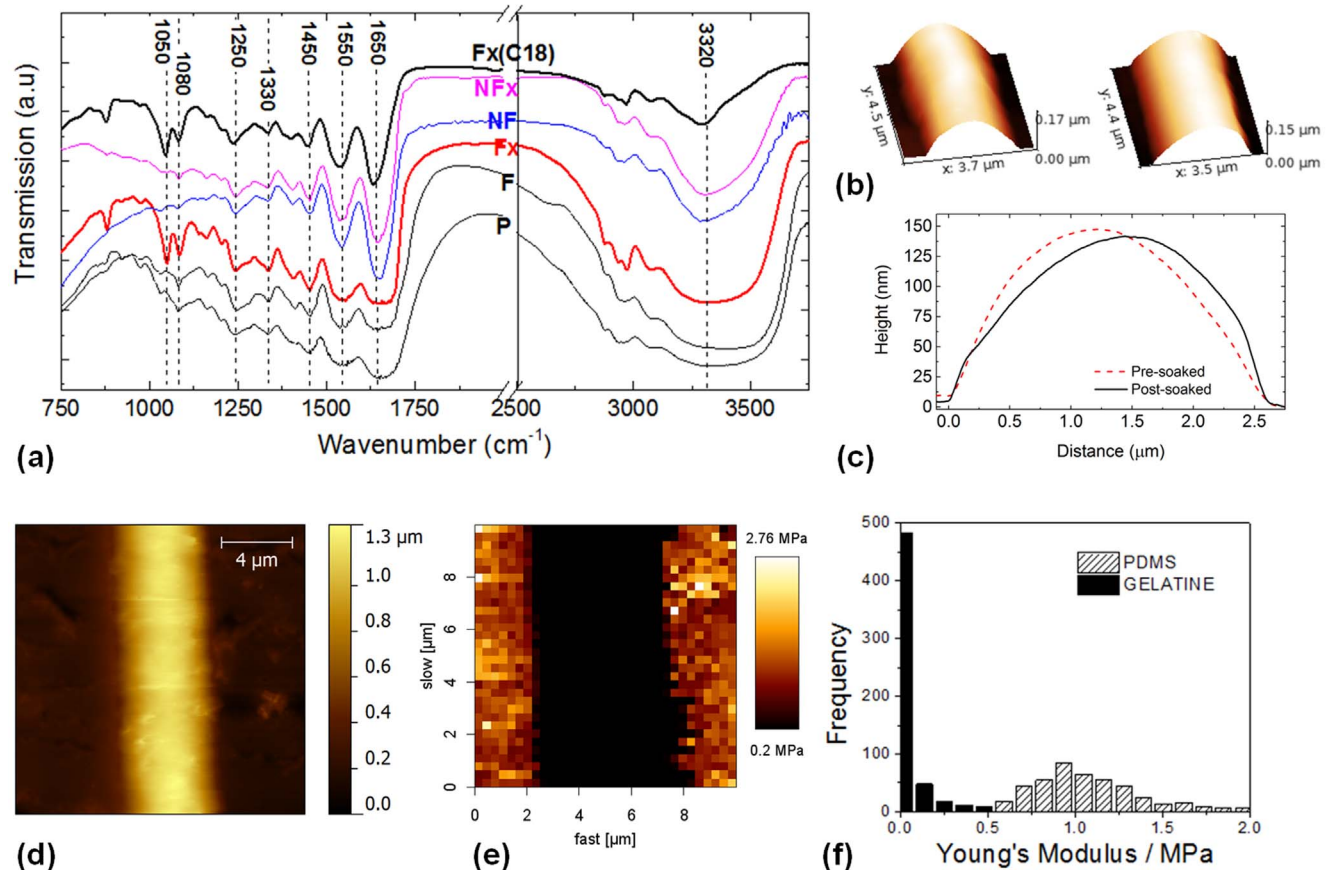 1050
1080
1250
1330
1450
1550
1650
3320
Fx(C18)
NFx
NF
Fx
F
P
Transmission (a.u)
750 1000 1250 1500 1750 2500 3000 3500
Wavenumber (cm⁻¹)
(a)
y: 4.5 μm
x: 3.7 μm
0.17 μm
0.00 μm
y: 4.4 μm
x: 3.5 μm
0.15 μm
0.00 μm
(b)
150
125
100
75
50
25
0
Height (nm)
Pre-soaked
Post-soaked
0.0 0.5 1.0 1.5 2.0 2.5
Distance (μm)
(c)
4 μm
1.3 μm
1.0
0.8
0.6
0.4
0.2
0.0
(d)
8
6
4
2
0
slow [μm]
0 2 4 6 8
fast [μm]
2.76 MPa
0.2 MPa
(e)
500
400
300
200
100
0
Frequency
PDMS
GELATINE
0.0 0.5 1.0 1.5 2.0
Young's Modulus / MPa
(f)